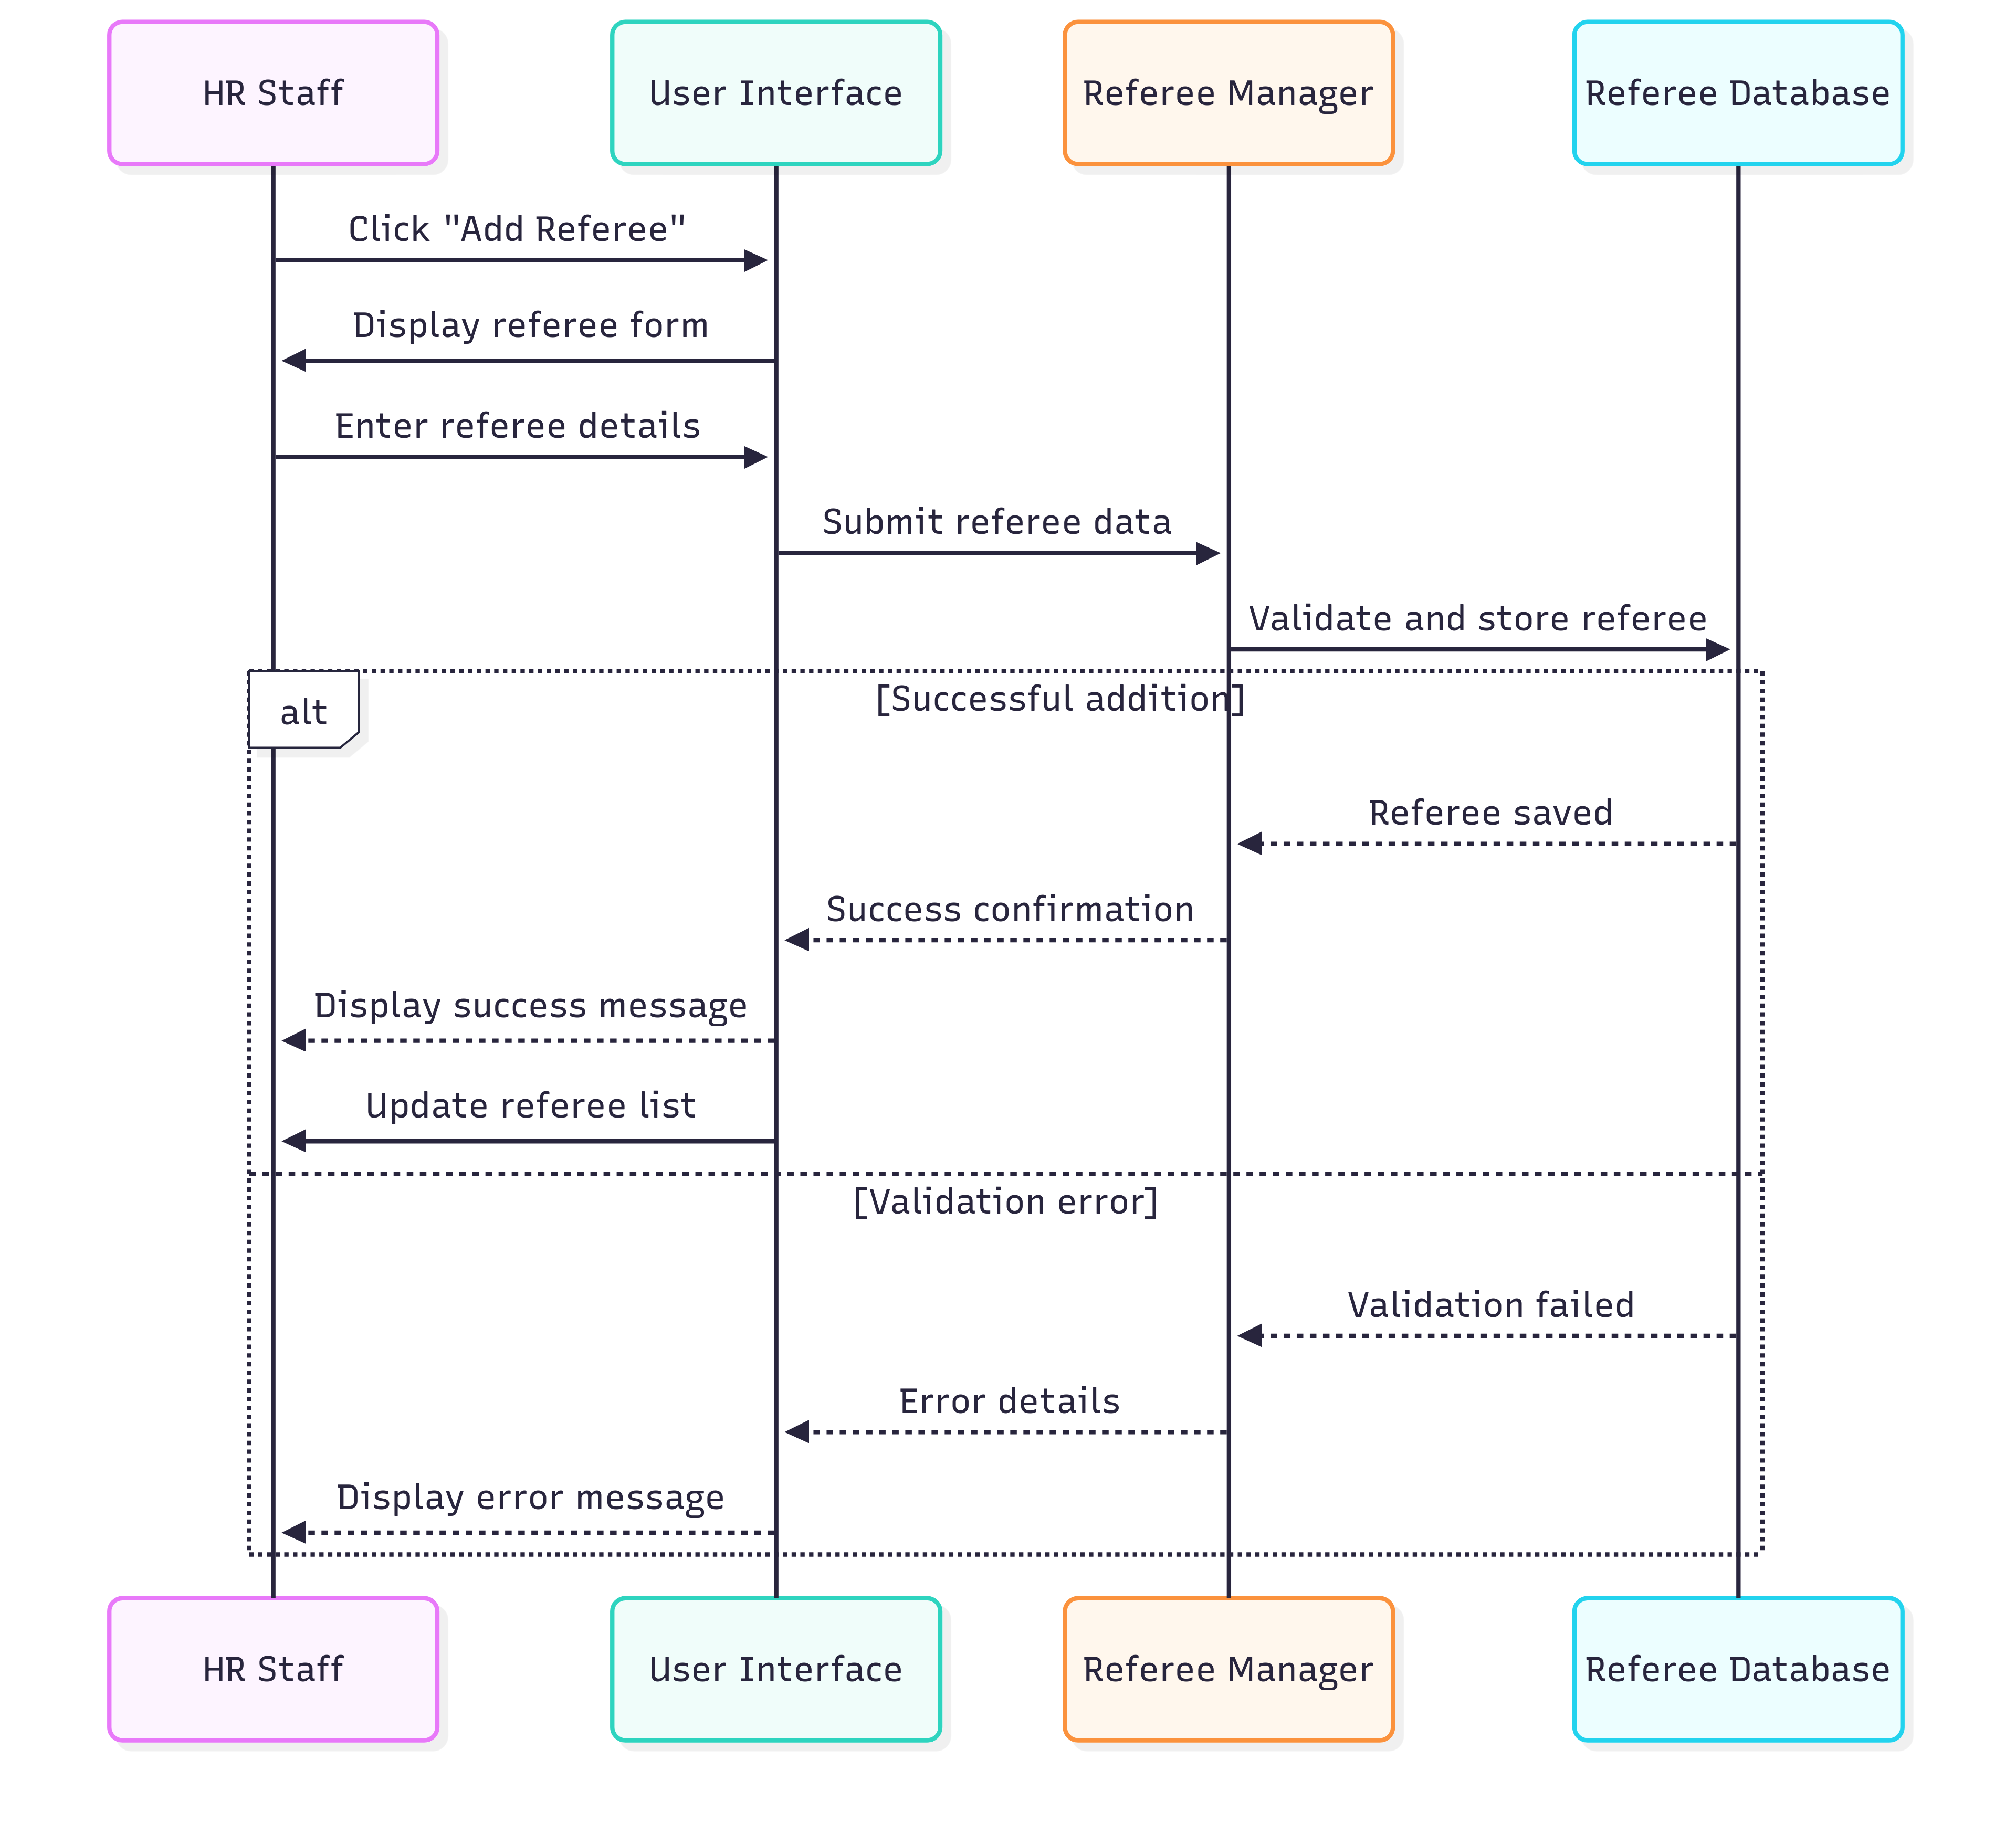 HR Staff
User Interface
Referee Manager
Referee Database
Click "Add Referee"
Display referee form
Enter referee details
Submit referee data
Validate and store referee
alt
[Successful addition]
Referee saved
Success confirmation
Display success message
Update referee list
[Validation error]
Validation failed
Error details
Display error message
HR Staff
User Interface
Referee Manager
Referee Database